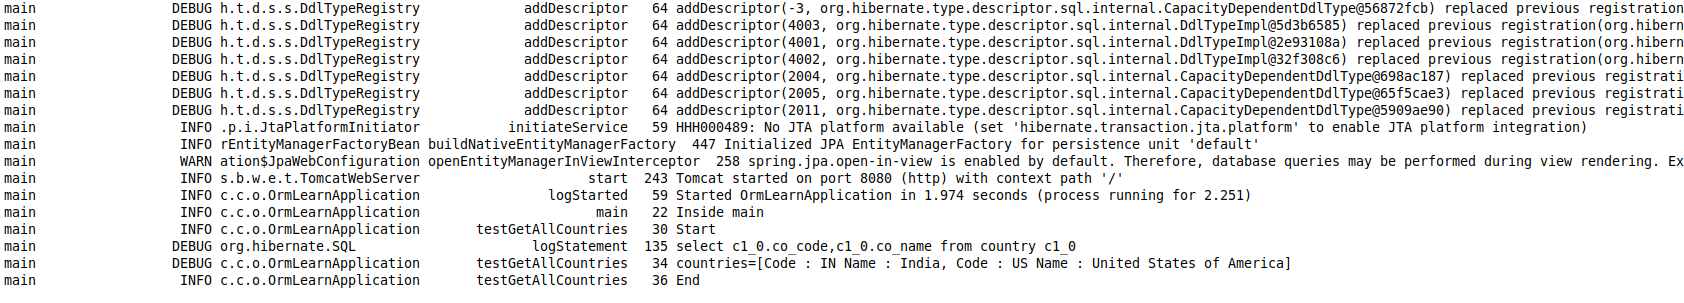 main DEBUG h.t.d.s.s.DdlTypeRegistry addDescriptor 64 addDescriptor(-3, org.hibernate.type.descriptor.sql.internal.CapacityDependentDdlType@56872fcb) replaced previous registration
main DEBUG h.t.d.s.s.DdlTypeRegistry addDescriptor 64 addDescriptor(4003, org.hibernate.type.descriptor.sql.internal.DdlTypeImpl@5d3b6585) replaced previous registration(org.hibern
main DEBUG h.t.d.s.s.DdlTypeRegistry addDescriptor 64 addDescriptor(4001, org.hibernate.type.descriptor.sql.internal.DdlTypeImpl@2e93108a) replaced previous registration(org.hibern
main DEBUG h.t.d.s.s.DdlTypeRegistry addDescriptor 64 addDescriptor(4002, org.hibernate.type.descriptor.sql.internal.DdlTypeImpl@32f308c6) replaced previous registration(org.hibern
main DEBUG h.t.d.s.s.DdlTypeRegistry addDescriptor 64 addDescriptor(2004, org.hibernate.type.descriptor.sql.internal.CapacityDependentDdlType@698ac187) replaced previous registrati
main DEBUG h.t.d.s.s.DdlTypeRegistry addDescriptor 64 addDescriptor(2005, org.hibernate.type.descriptor.sql.internal.CapacityDependentDdlType@65f5cae3) replaced previous registrati
main DEBUG h.t.d.s.s.DdlTypeRegistry addDescriptor 64 addDescriptor(2011, org.hibernate.type.descriptor.sql.internal.CapacityDependentDdlType@5909ae90) replaced previous registrati
main INFO .p.i.JtaPlatformInitiator initiateService 59 HHH000489: No JTA platform available (set 'hibernate.transaction.jta.platform' to enable JTA platform integration)
main INFO rEntityManagerFactoryBean buildNativeEntityManagerFactory 447 Initialized JPA EntityManagerFactory for persistence unit 'default'
main WARN ation$JpaWebConfiguration openEntityManagerInViewInterceptor 258 spring.jpa.open-in-view is enabled by default. Therefore, database queries may be performed during view rendering. Ex
main INFO s.b.w.e.t.TomcatWebServer start 243 Tomcat started on port 8080 (http) with context path '/'
main INFO c.c.o.OrmLearnApplication logStarted 59 Started OrmLearnApplication in 1.974 seconds (process running for 2.251)
main INFO c.c.o.OrmLearnApplication main 22 Inside main
main INFO c.c.o.OrmLearnApplication testGetAllCountries 30 Start
main DEBUG org.hibernate.SQL logStatement 135 select c1_0.co_code,c1_0.co_name from country c1_0
main DEBUG c.c.o.OrmLearnApplication testGetAllCountries 34 countries=[Code : IN Name : India, Code : US Name : United States of America]
main INFO c.c.o.OrmLearnApplication testGetAllCountries 36 End